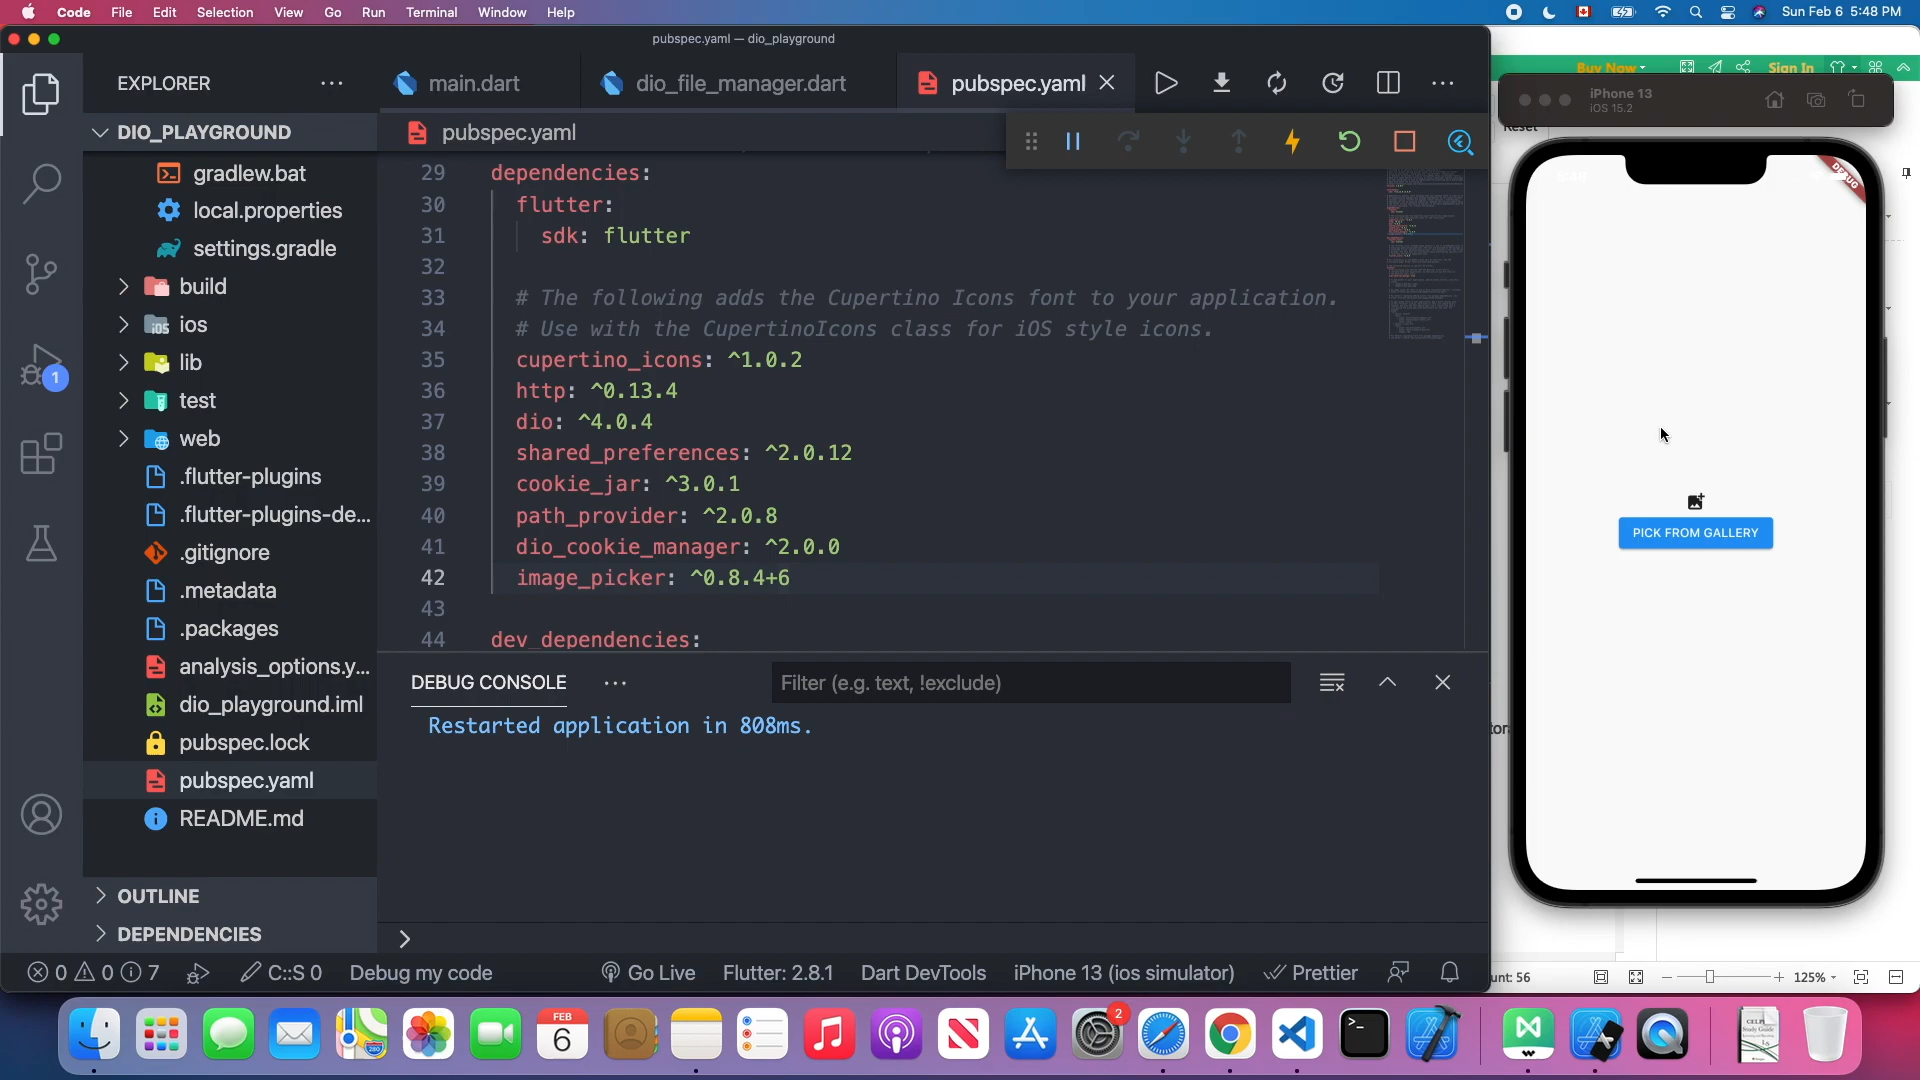 Code File Edit Selection View Go Run Terminal Window Help
Sun Feb 6 5:48 PM
pubspec.yaml — dio_playground
EXPLORER
main.dart
dio_file_manager.dart
pubspec.yaml
DIO_PLAYGROUND
pubspec.yaml
gradlew.bat
local.properties
settings.gradle
build
ios
lib
test
web
.flutter-plugins
.flutter-plugins-de...
.gitignore
.metadata
.packages
analysis_options.y...
dio_playground.iml
pubspec.lock
pubspec.yaml
README.md
OUTLINE
DEPENDENCIES
29 dependencies:
30 flutter:
31 sdk: flutter
32
33 # The following adds the Cupertino Icons font to your application.
34 # Use with the CupertinoIcons class for iOS style icons.
35 cupertino_icons: ^1.0.2
36 http: ^0.13.4
37 dio: ^4.0.4
38 shared_preferences: ^2.0.12
39 cookie_jar: ^3.0.1
40 path_provider: ^2.0.8
41 dio_cookie_manager: ^2.0.0
42 image_picker: ^0.8.4+6
43
44 dev_dependencies:
DEBUG CONSOLE
Filter (e.g. text, !exclude)
Restarted application in 808ms.
0 0 7
C::S 0
Debug my code
Go Live
Flutter: 2.8.1
Dart DevTools
iPhone 13 (ios simulator)
Prettier
1
Buy Now
Sign In
iPhone 13
iOS 15.2
Reset
DEBUG
PICK FROM GALLERY
unt: 56
125%
FEB
6
2
280